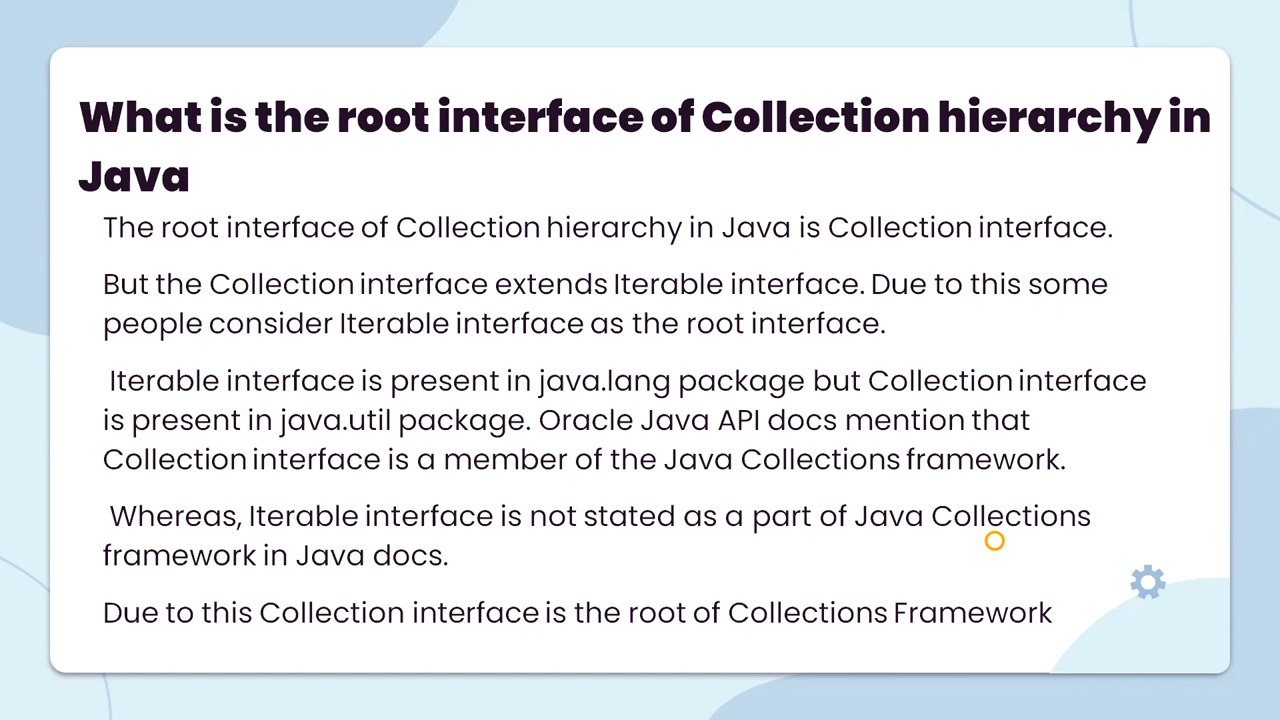 What is the root interface of Collection hierarchy in
Java
The root interface of Collection hierarchy in Java is Collection interface.
But the Collection interface extends Iterable interface. Due to this some
people consider Iterable interface as the root interface.
Iterable interface is present in java.lang package but Collection interface
is present in java.util package. Oracle Java API docs mention that
Collection interface is a member of the Java Collections framework.
Whereas, Iterable interface is not stated as a part of Java Collections
framework in Java docs.
Due to this Collection interface is the root of Collections Framework